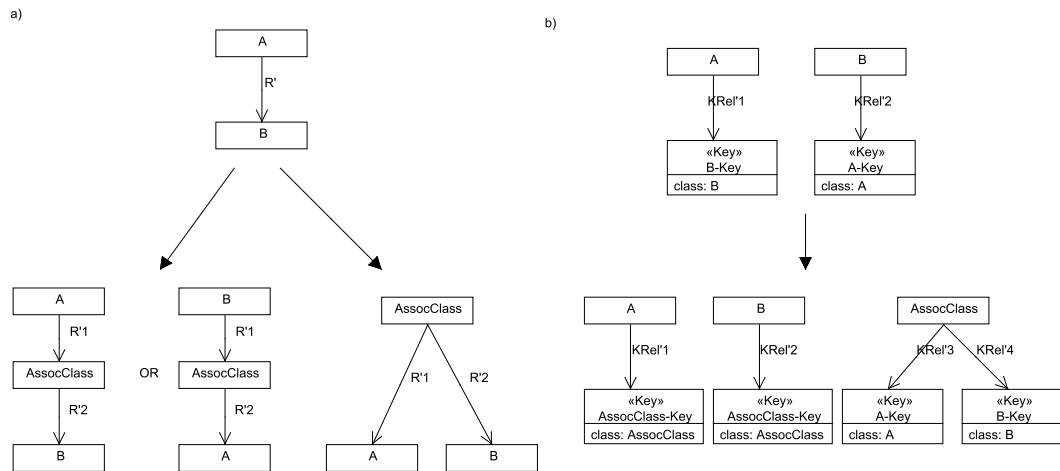 a)
A
R'
B
A
R'1
AssocClass
R'2
B
OR
B
R'1
AssocClass
R'2
A
AssocClass
R'1
R'2
A
B
b)
A
KRel'1
«Key»
B-Key
class: B
B
KRel'2
«Key»
A-Key
class: A
A
KRel'1
«Key»
AssocClass-Key
class: AssocClass
B
KRel'2
«Key»
AssocClass-Key
class: AssocClass
AssocClass
KRel'3
KRel'4
«Key»
A-Key
class: A
«Key»
B-Key
class: B